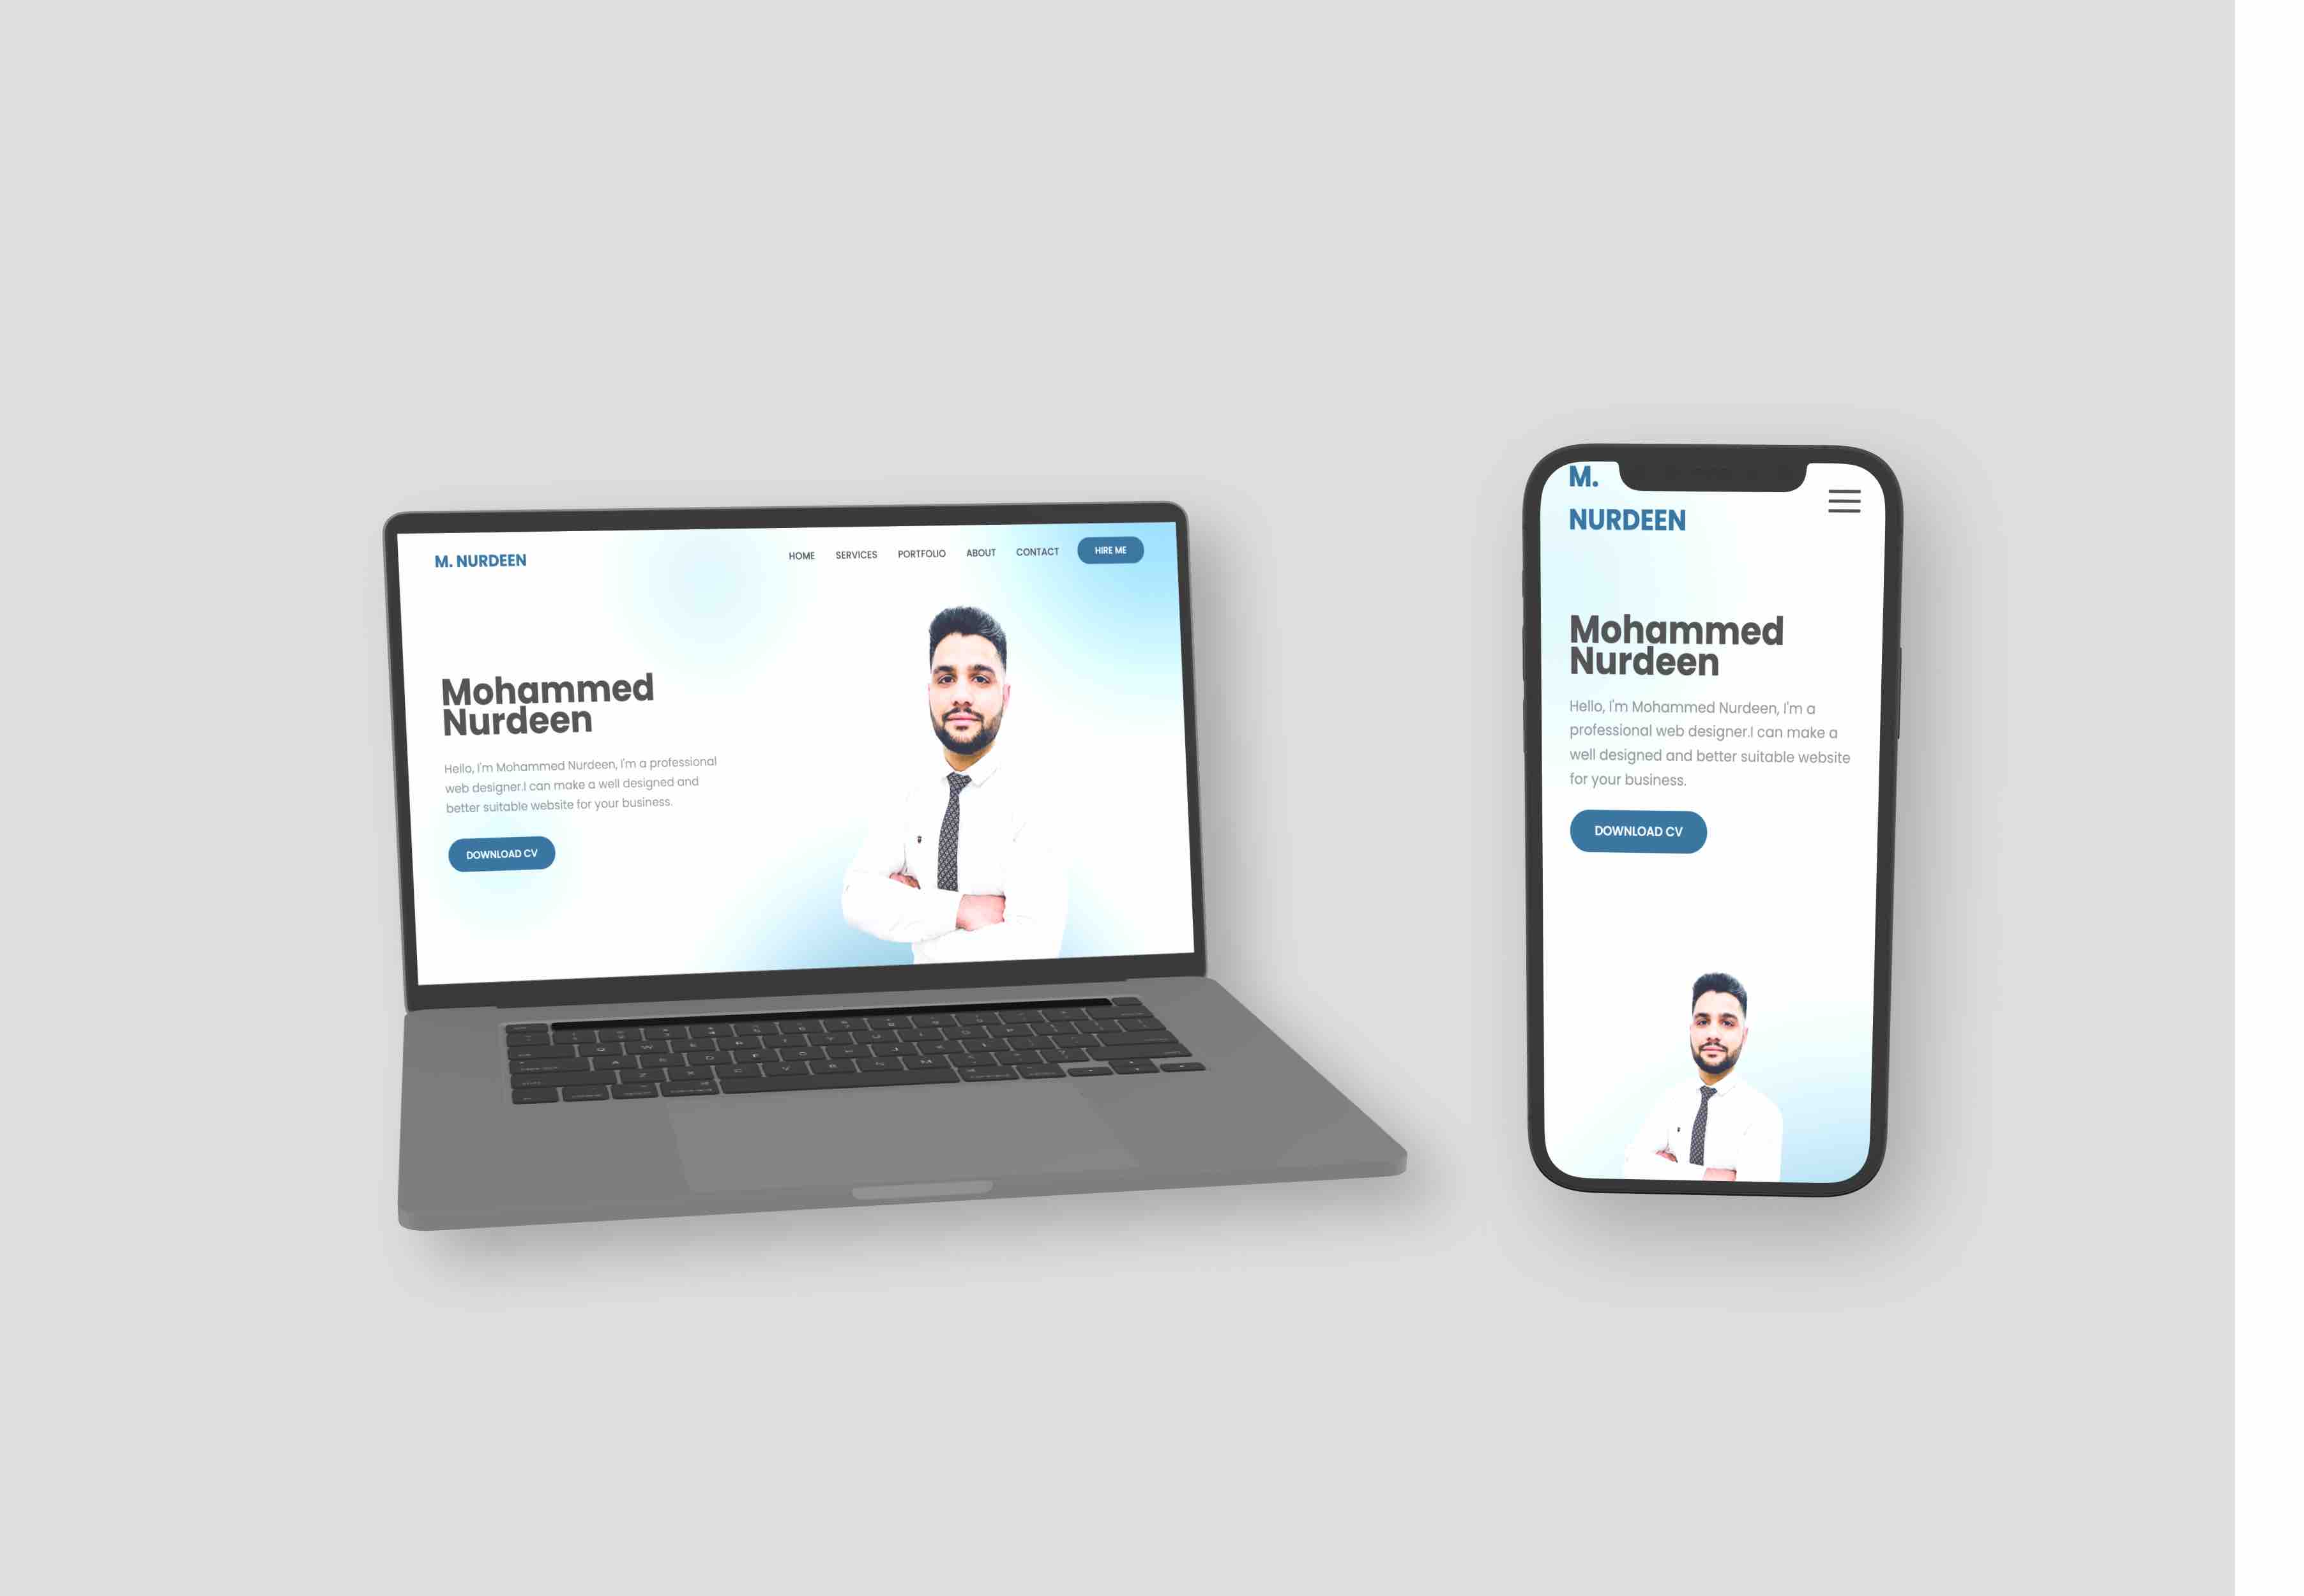 M. NURDEEN
HOME SERVICES PORTFOLIO ABOUT CONTACT HIRE ME
Mohammed
Nurdeen
Hello, I'm Mohammed Nurdeen, I'm a professional
web designer.I can make a well designed and
better suitable website for your business.
DOWNLOAD CV
M.
NURDEEN
Mohammed
Nurdeen
Hello, I'm Mohammed Nurdeen, I'm a
professional web designer.I can make a
well designed and better suitable website
for your business.
DOWNLOAD CV